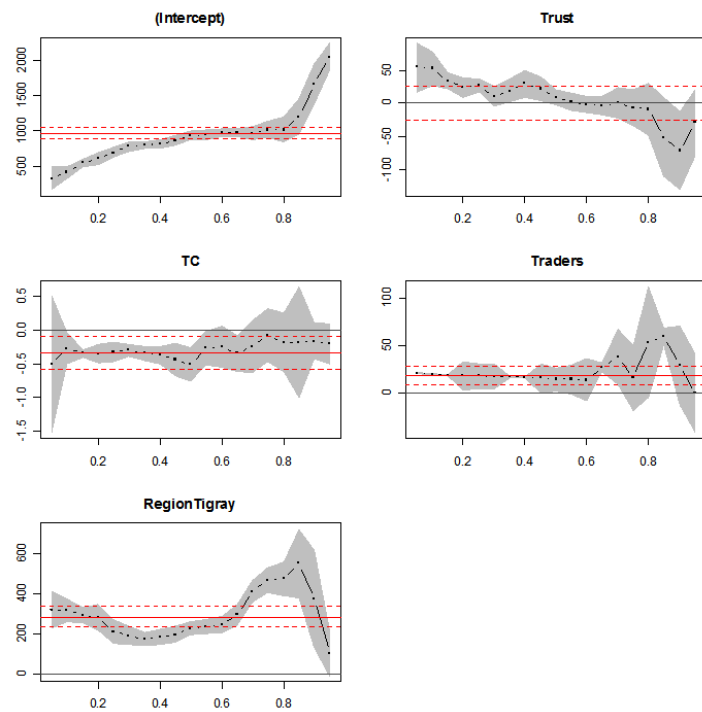 (Intercept)
500 1000 1500 2000
0.2 0.4 0.6 0.8
Trust
-100 -50 0 50
0.2 0.4 0.6 0.8
TC
-1.5 -1.0 -0.5 0.0 0.5
0.2 0.4 0.6 0.8
Traders
0 50 100
0.2 0.4 0.6 0.8
RegionTigray
0 200 400 600
0.2 0.4 0.6 0.8